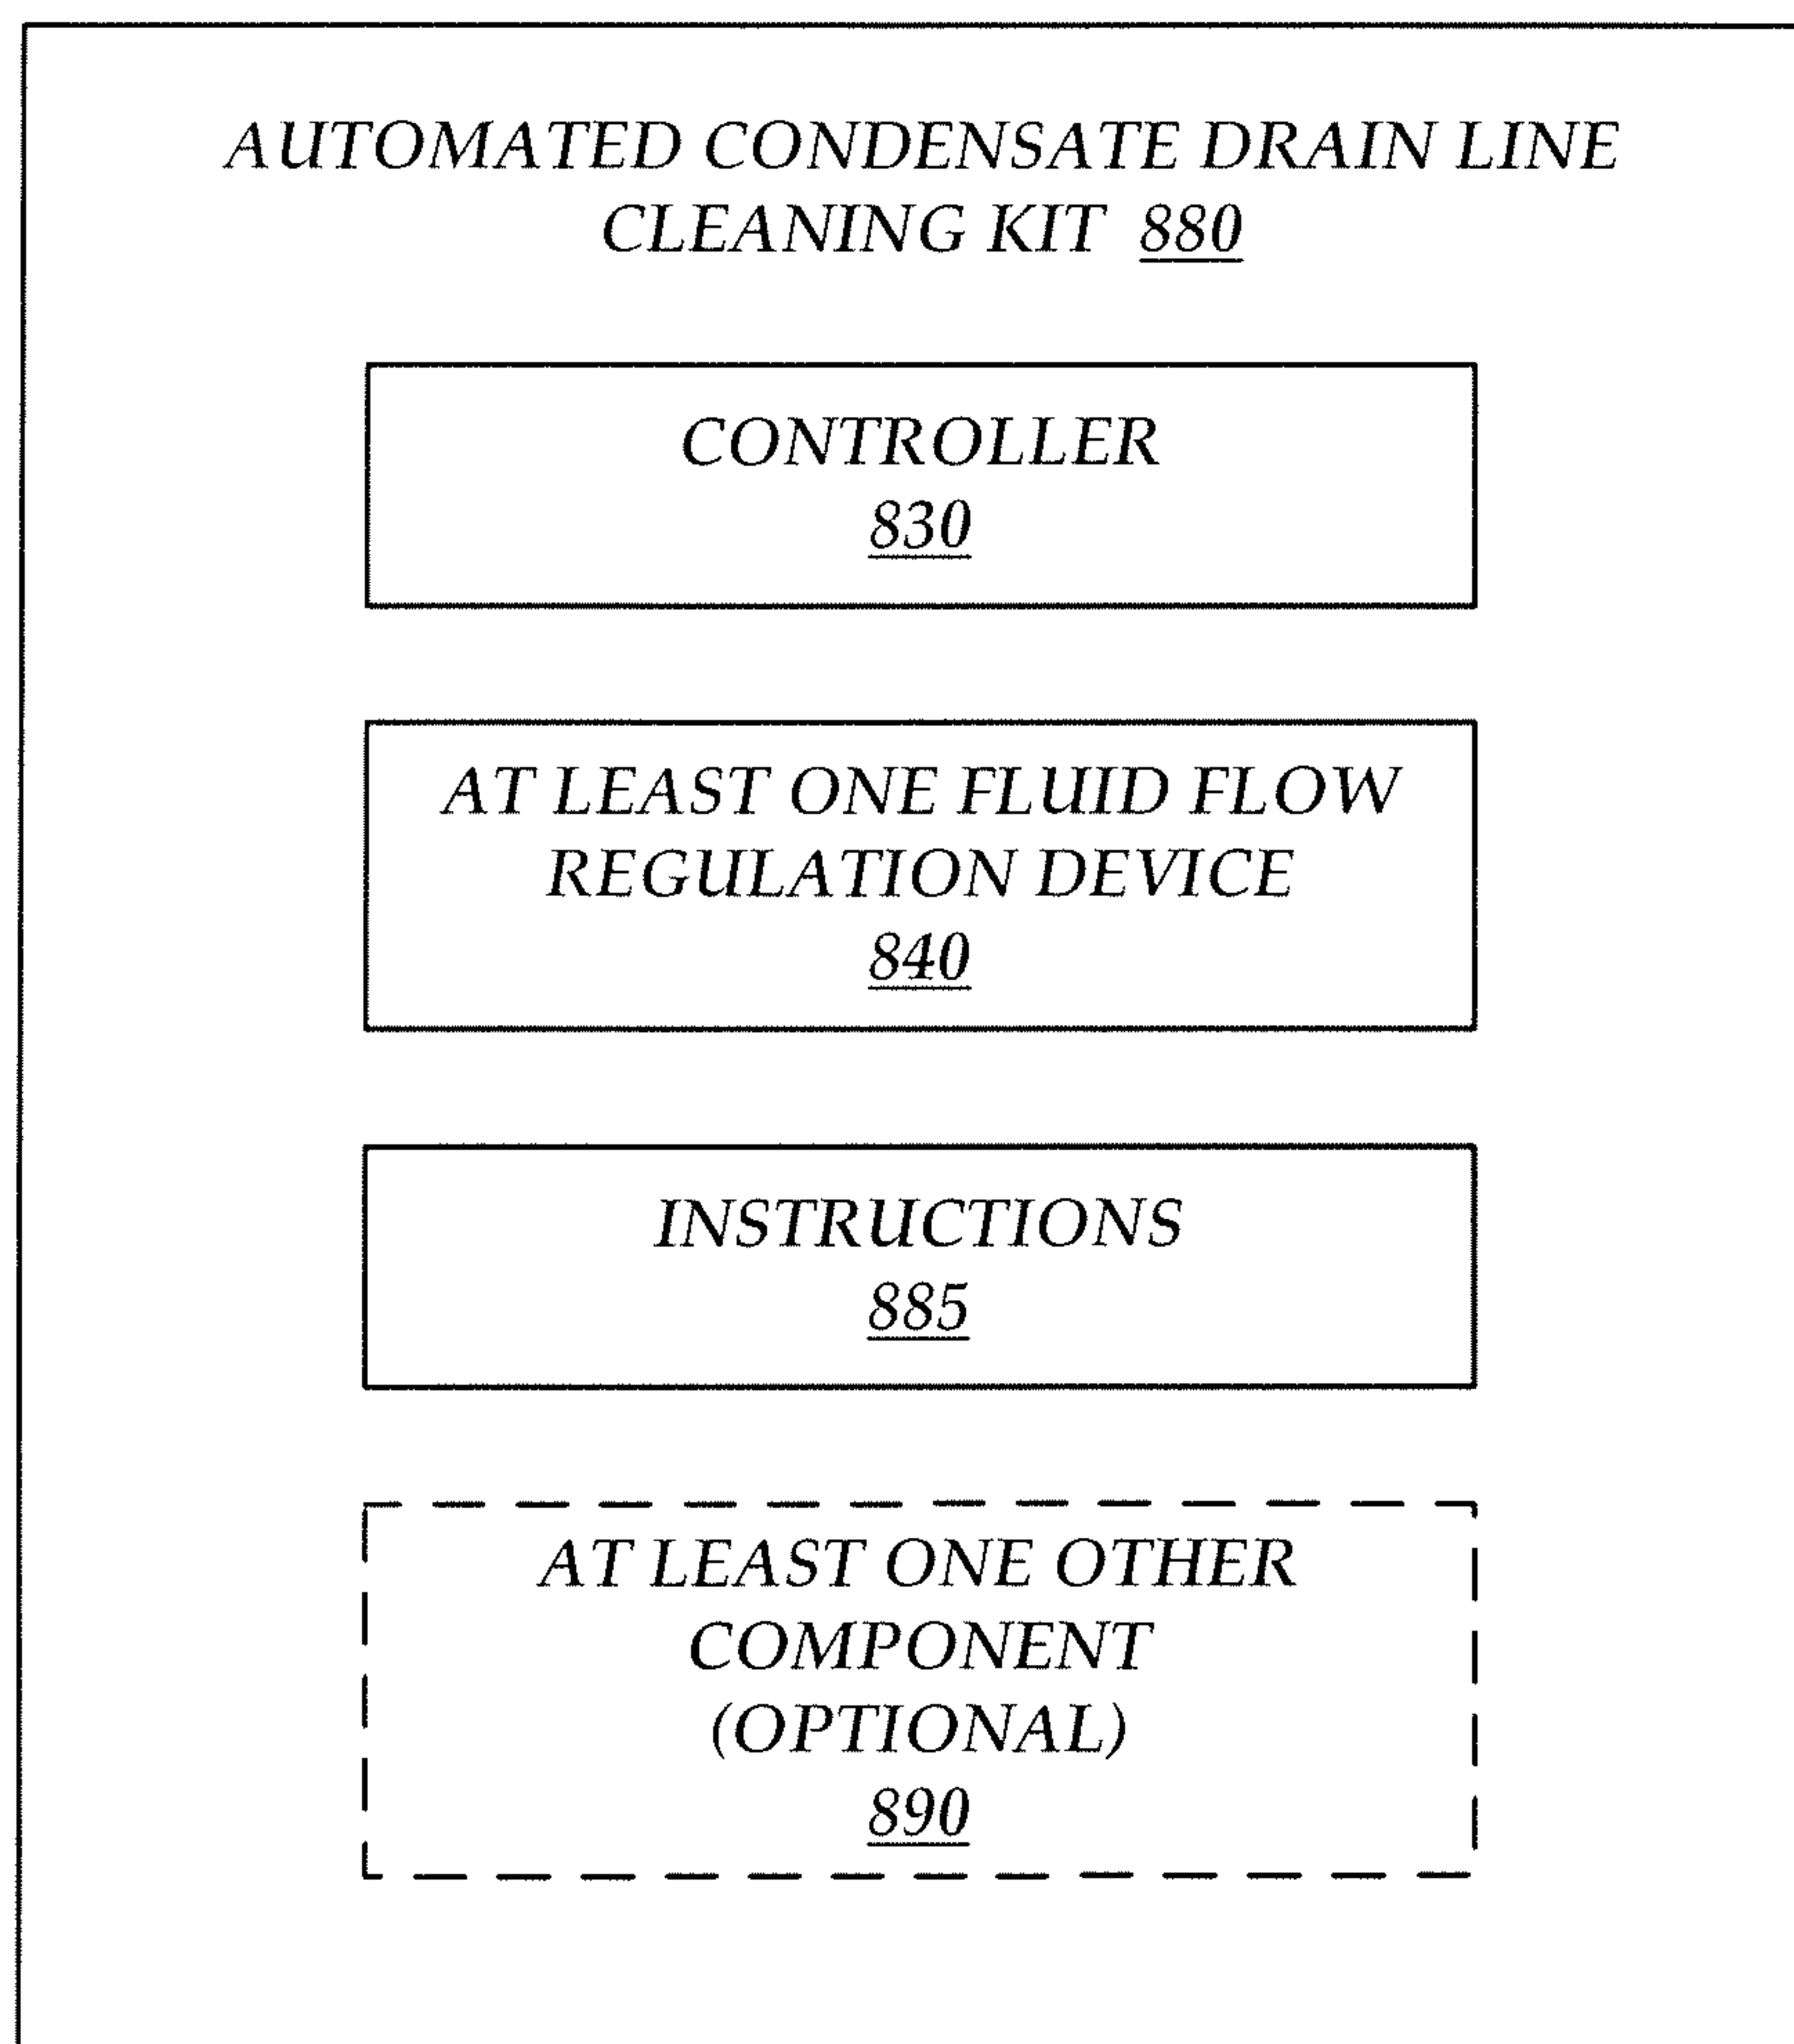 AUTOMATED CONDENSATE DRAIN LINE
CLEANING KIT 880
CONTROLLER
830
AT LEAST ONE FLUID FLOW
REGULATION DEVICE
840
INSTRUCTIONS
885
AT LEAST ONE OTHER
COMPONENT
(OPTIONAL)
890